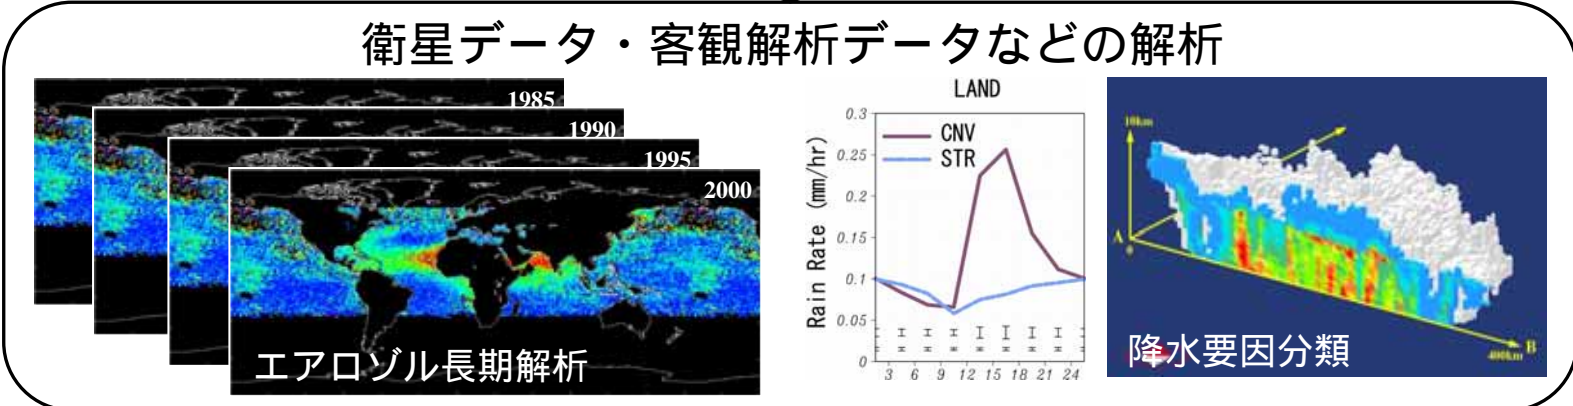 衛星データ・客観解析データなどの解析
1985
1990
1995
2000
エアロゾル長期解析
LAND
CNV
STR
Rain Rate (mm/hr)
0.3
0.25
0.2
0.15
0.1
0.05
0
3 6 9 12 15 18 21 24
10km
A
0
B
400km
降水要因分類